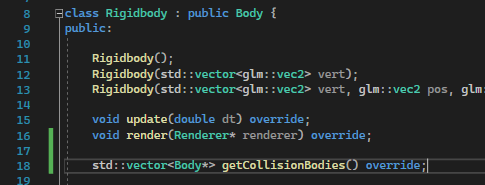 8 class Rigidbody : public Body {
9 public:
10
11 Rigidbody();
12 Rigidbody(std::vector<glm::vec2> vert);
13 Rigidbody(std::vector<glm::vec2> vert, glm::vec2 pos, glm
14
15 void update(double dt) override;
16 void render(Renderer* renderer) override;
17
18 std::vector<Body*> getCollisionBodies() override;
19